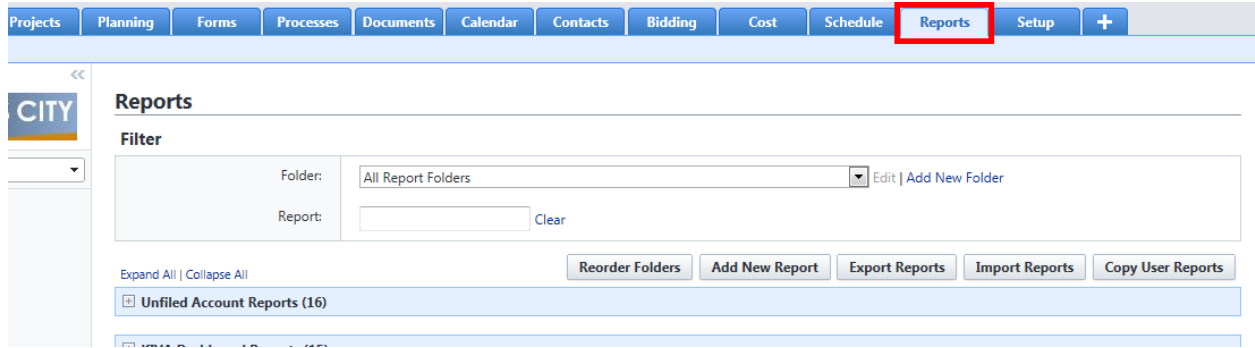 Projects Planning Forms Processes Documents Calendar Contacts Bidding Cost Schedule Reports Setup +
CITY
Reports
Filter
Folder: All Report Folders Edit | Add New Folder
Report: Clear
Expand All | Collapse All Reorder Folders Add New Report Export Reports Import Reports Copy User Reports
Unfiled Account Reports (16)